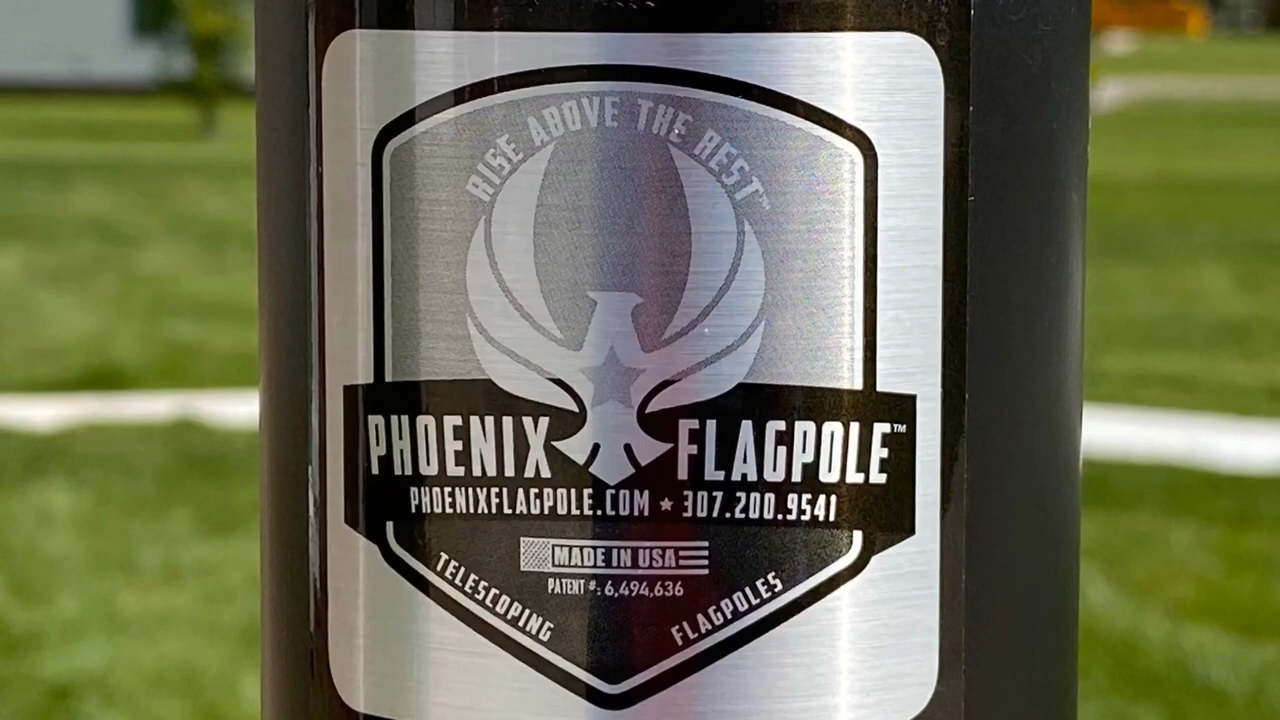 RISE ABOVE THE REST™
PHOENIX FLAGPOLE™
PHOENIXFLAGPOLE.COM ★ 307.200.9541
MADE IN USA
PATENT #: 6,494,636
TELESCOPING FLAGPOLES